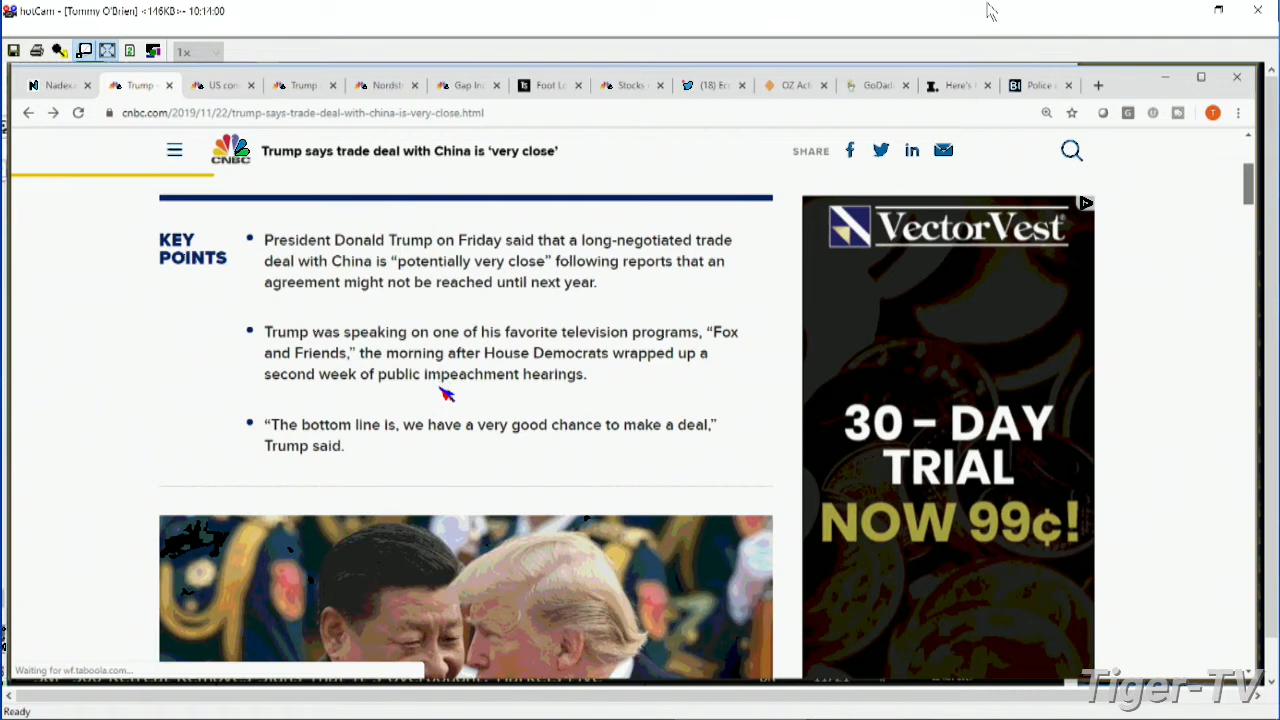 hotCam - [Tommy O'Brien] <146KB>- 10:14:00
1x
Nadex
Trump -
US con
Trump
Nordst
Gap Inc
Foot Lo
Stocks
(18) Ec
OZ Acti
GoDad
Here's
Police
cnbc.com/2019/11/22/trump-says-trade-deal-with-china-is-very-close.html
CNBC
Trump says trade deal with China is ‘very close’
SHARE
KEY
POINTS
President Donald Trump on Friday said that a long-negotiated trade
deal with China is “potentially very close” following reports that an
agreement might not be reached until next year.
Trump was speaking on one of his favorite television programs, “Fox
and Friends,” the morning after House Democrats wrapped up a
second week of public impeachment hearings.
“The bottom line is, we have a very good chance to make a deal,”
Trump said.
VectorVest®
30 - DAY
TRIAL
NOW 99¢!
Waiting for wf.taboola.com...
Tiger-TV
Ready